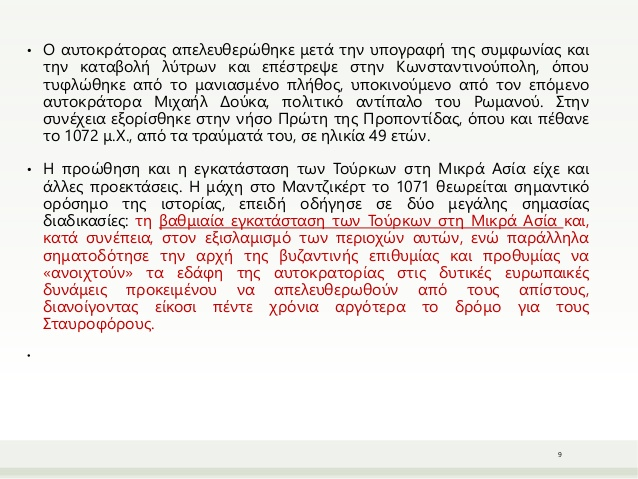 • Ο αυτοκράτορας απελευθερώθηκε μετά την υπογραφή της συμφωνίας και
την καταβολή λύτρων και επέστρεψε στην Κωνσταντινούπολη, όπου
τυφλώθηκε από το μανιασμένο πλήθος, υποκινούμενο από τον επόμενο
αυτοκράτορα Μιχαήλ Δούκα, πολιτικό αντίπαλο του Ρωμανού. Στην
συνέχεια εξορίσθηκε στην νήσο Πρώτη της Προποντίδας, όπου και πέθανε
το 1072 μ.Χ., από τα τραύματά του, σε ηλικία 49 ετών.
• Η προώθηση και η εγκατάσταση των Τούρκων στη Μικρά Ασία είχε και
άλλες προεκτάσεις. Η μάχη στο Μαντζικέρτ το 1071 θεωρείται σημαντικό
ορόσημο της ιστορίας, επειδή οδήγησε σε δύο μεγάλης σημασίας
διαδικασίες: τη βαθμιαία εγκατάσταση των Τούρκων στη Μικρά Ασία και,
κατά συνέπεια, στον εξισλαμισμό των περιοχών αυτών, ενώ παράλληλα
σηματοδότησε την αρχή της βυζαντινής επιθυμίας και προθυμίας να
«ανοιχτούν» τα εδάφη της αυτοκρατορίας στις δυτικές ευρωπαικές
δυνάμεις προκειμένου να απελευθερωθούν από τους απίστους,
διανοίγοντας είκοσι πέντε χρόνια αργότερα το δρόμο για τους
Σταυροφόρους.
•
9